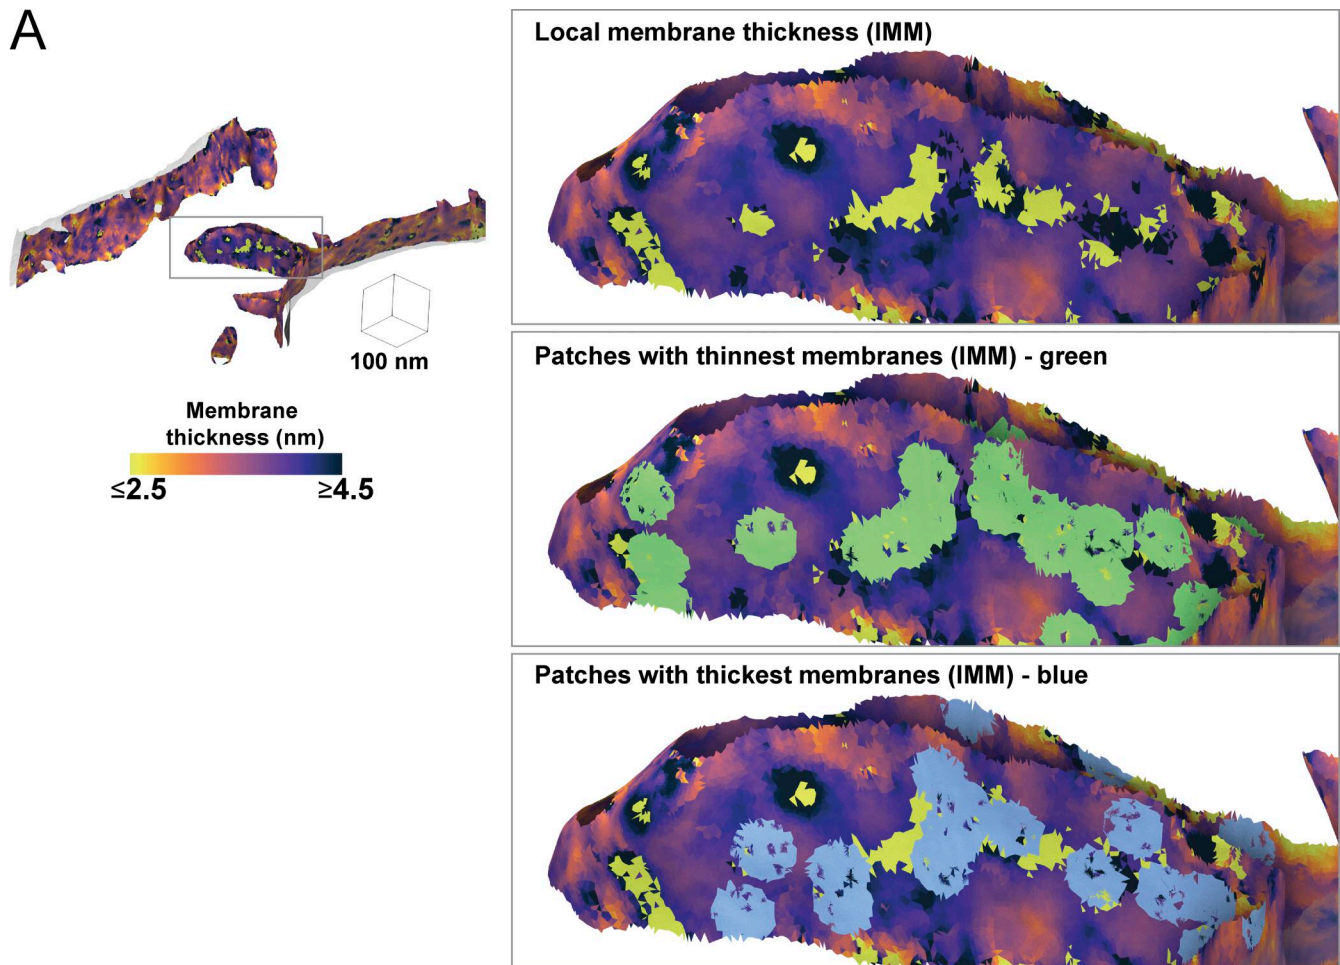 A
Local membrane thickness (IMM)
100 nm
Membrane
thickness (nm)
≤2.5 ≥4.5
Patches with thinnest membranes (IMM) - green
Patches with thickest membranes (IMM) - blue